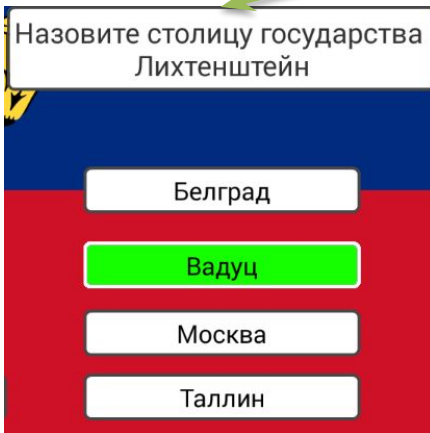 Назовите столицу государства
Лихтенштейн
Белград
Вадуц
Москва
Таллин